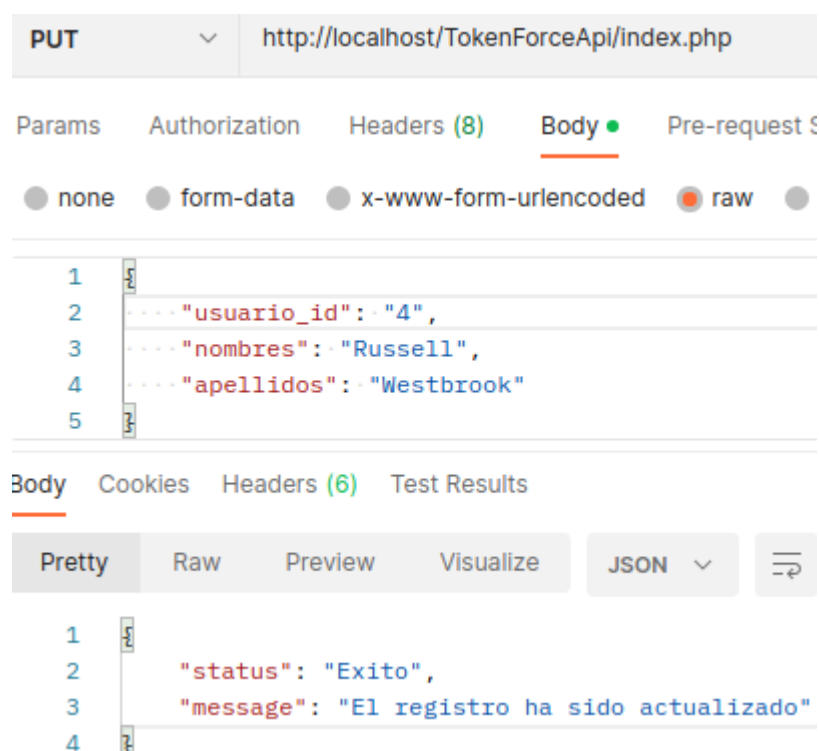 PUT http://localhost/TokenForceApi/index.php
Params Authorization Headers (8) Body Pre-request S
none form-data x-www-form-urlencoded raw
1 {
2 "usuario_id": "4",
3 "nombres": "Russell",
4 "apellidos": "Westbrook"
5 }
Body Cookies Headers (6) Test Results
Pretty Raw Preview Visualize JSON
1 {
2 "status": "Exito",
3 "message": "El registro ha sido actualizado"
4 }